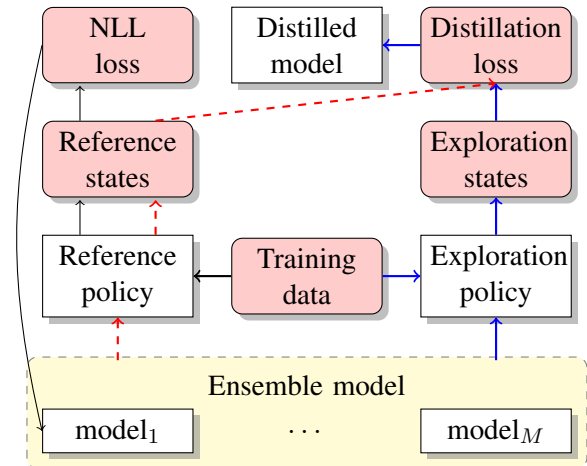 NLL
loss
Distilled
model
Distillation
loss
Reference
states
Exploration
states
Reference
policy
Training
data
Exploration
policy
Ensemble model
model₁
. . .
model_M